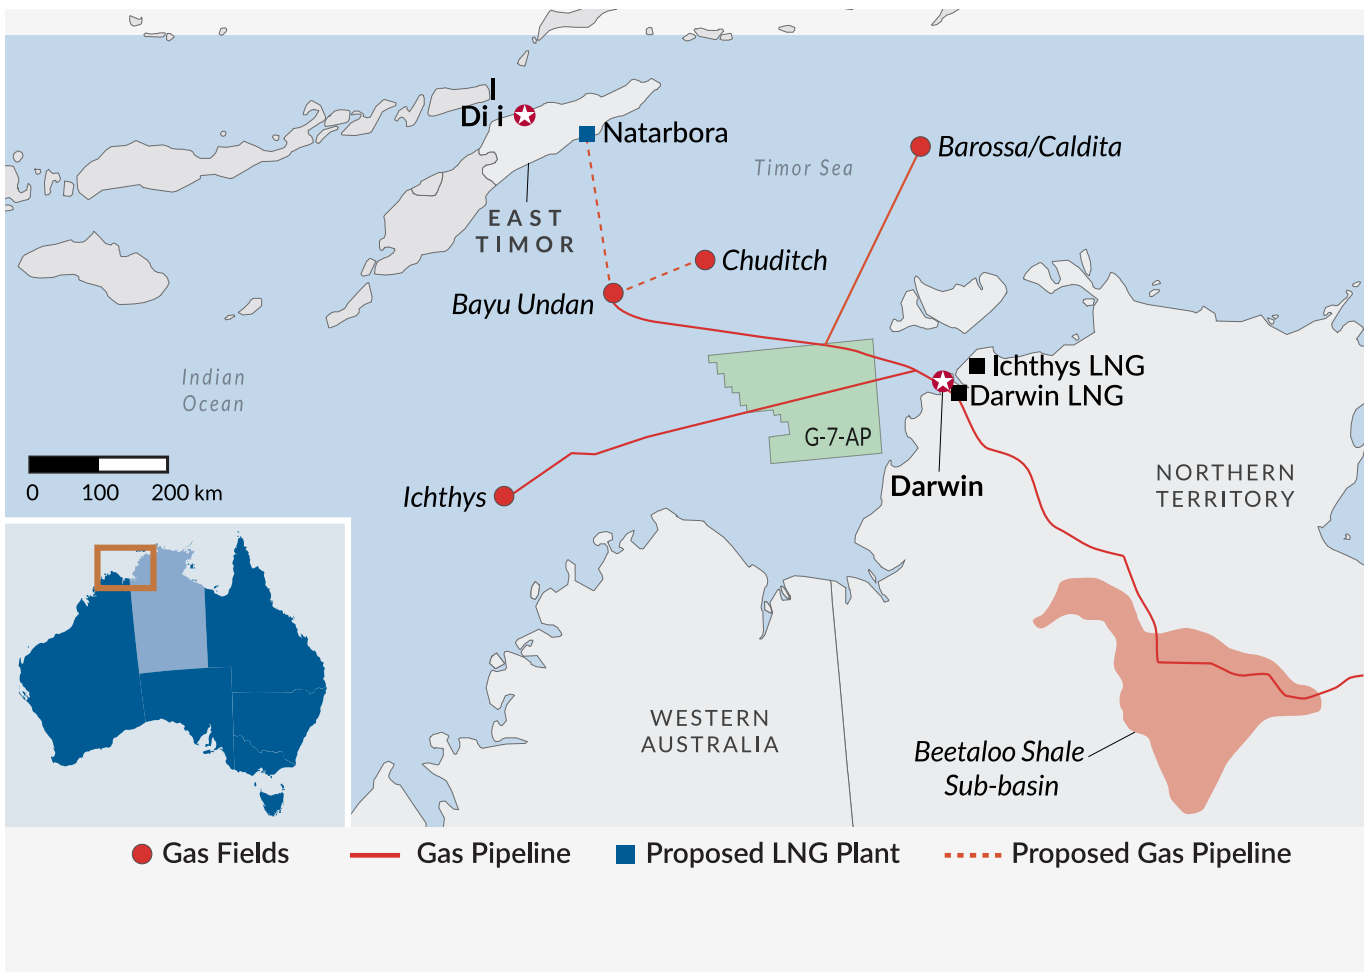 l
Di i
Natarbora
Barossa/Caldita
Timor Sea
EAST
TIMOR
Chuditch
Bayu Undan
Indian
Ocean
Ichthys LNG
Darwin LNG
G-7-AP
0 100 200 km
Ichthys
Darwin
NORTHERN
TERRITORY
WESTERN
AUSTRALIA
Beetaloo Shale
Sub-basin
Gas Fields
Gas Pipeline
Proposed LNG Plant
Proposed Gas Pipeline